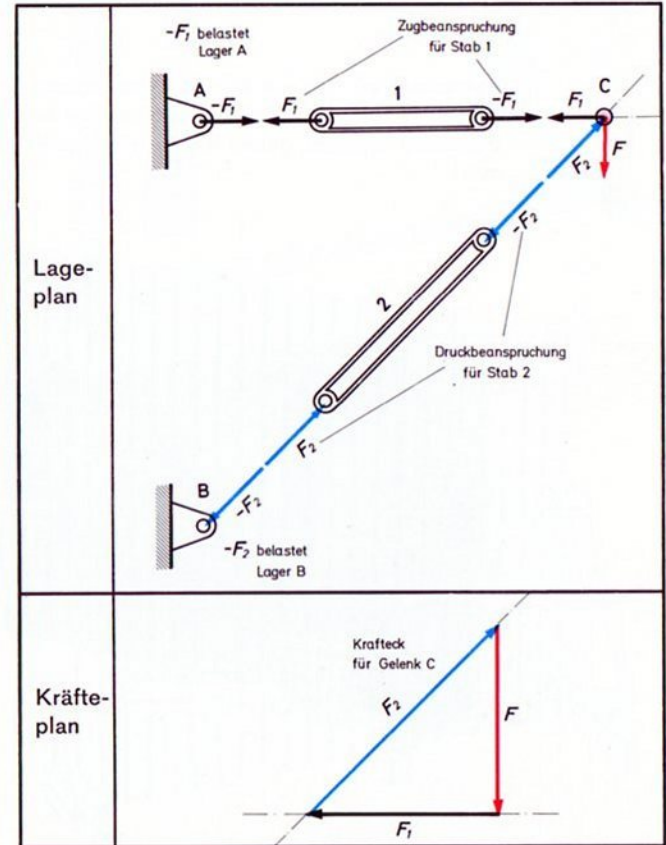 -F₁ belastet
Lager A
Zugbeanspruchung
für Stab 1
A
-F₁
F₁
1
-F₁
F₁
C
F
F₂
-F₂
Lage-
plan
2
Druckbeanspruchung
für Stab 2
F₂
B
-F₂
-F₂ belastet
Lager B
Kräfte-
plan
Krafteck
für Gelenk C
F₂
F
F₁